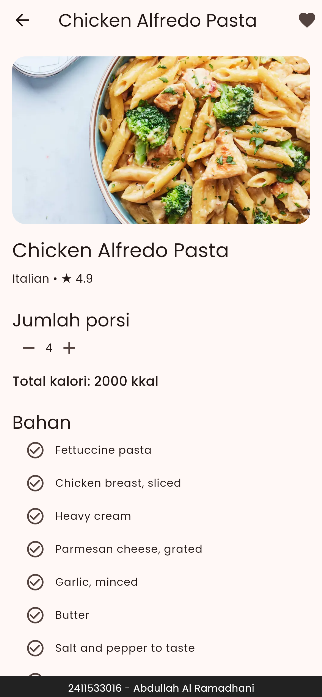 Chicken Alfredo Pasta
Chicken Alfredo Pasta
Italian • ★ 4.9
Jumlah porsi
− 4 +
Total kalori: 2000 kkal
Bahan
Fettuccine pasta
Chicken breast, sliced
Heavy cream
Parmesan cheese, grated
Garlic, minced
Butter
Salt and pepper to taste
2411533016 - Abdullah Al Ramadhani